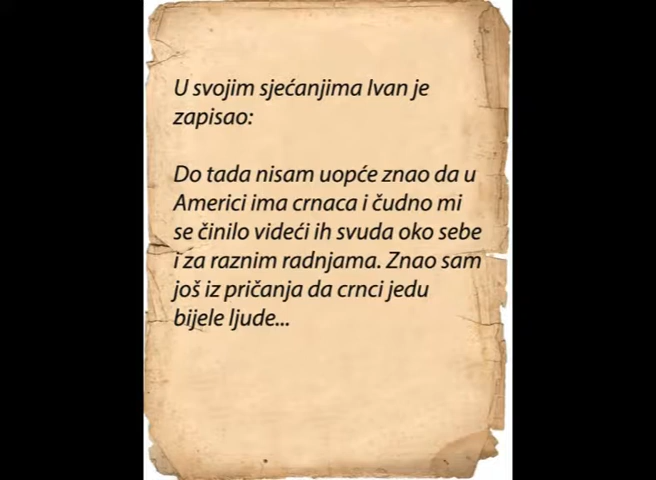 U svojim sjećanjima Ivan je
zapisao:
Do tada nisam uopće znao da u
Americi ima crnaca i čudno mi
se činilo videći ih svuda oko sebe
i za raznim radnjama. Znao sam
još iz pričanja da crnci jedu
bijele ljude...